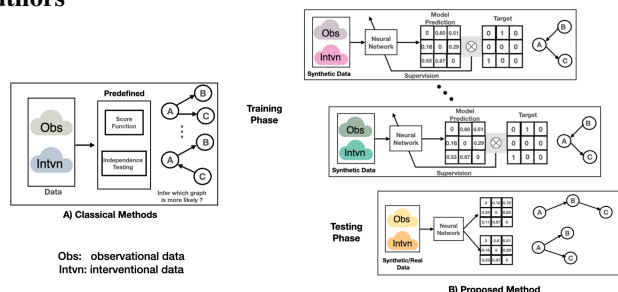 Obs
Intvn
Synthetic Data
Neural
Network
Model
Prediction
0 0.60 0.51
0.16 0 0.29
0.53 0.87 0
Target
0 1 0
0 0 0
1 0 0
B
A
C
Supervision
Training
Phase
Obs
Intvn
Synthetic Data
Neural
Network
Model
Prediction
0 0.60 0.51
0.16 0 0.29
0.53 0.87 0
Target
0 1 0
0 0 0
1 0 0
B
A
C
Supervision
Predefined
Obs
Intvn
Data
Score
Function
Independence
Testing
B
A
C
B
A
C
Infer which graph
is more likely ?
A) Classical Methods
Obs: observational data
Intvn: interventional data
Testing
Phase
Obs
Intvn
Synthetic/Real
Data
Neural
Network
A
B
C
B
A
C
B) Proposed Method